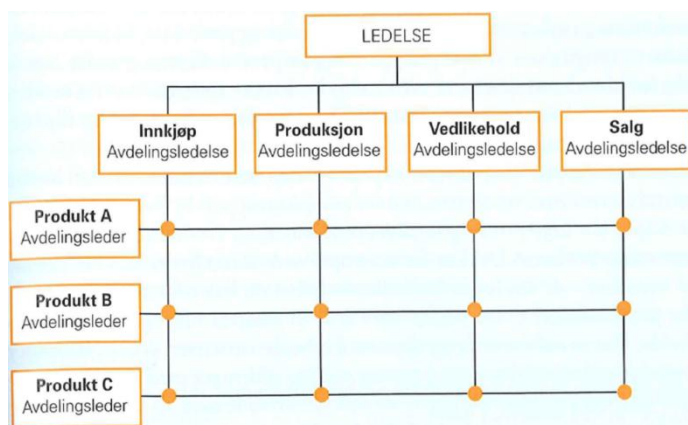 LEDELSE
Innkjøp
Avdelingsledelse
Produksjon
Avdelingsledelse
Vedlikehold
Avdelingsledelse
Salg
Avdelingsledelse
Produkt A
Avdelingsleder
Produkt B
Avdelingsleder
Produkt C
Avdelingsleder